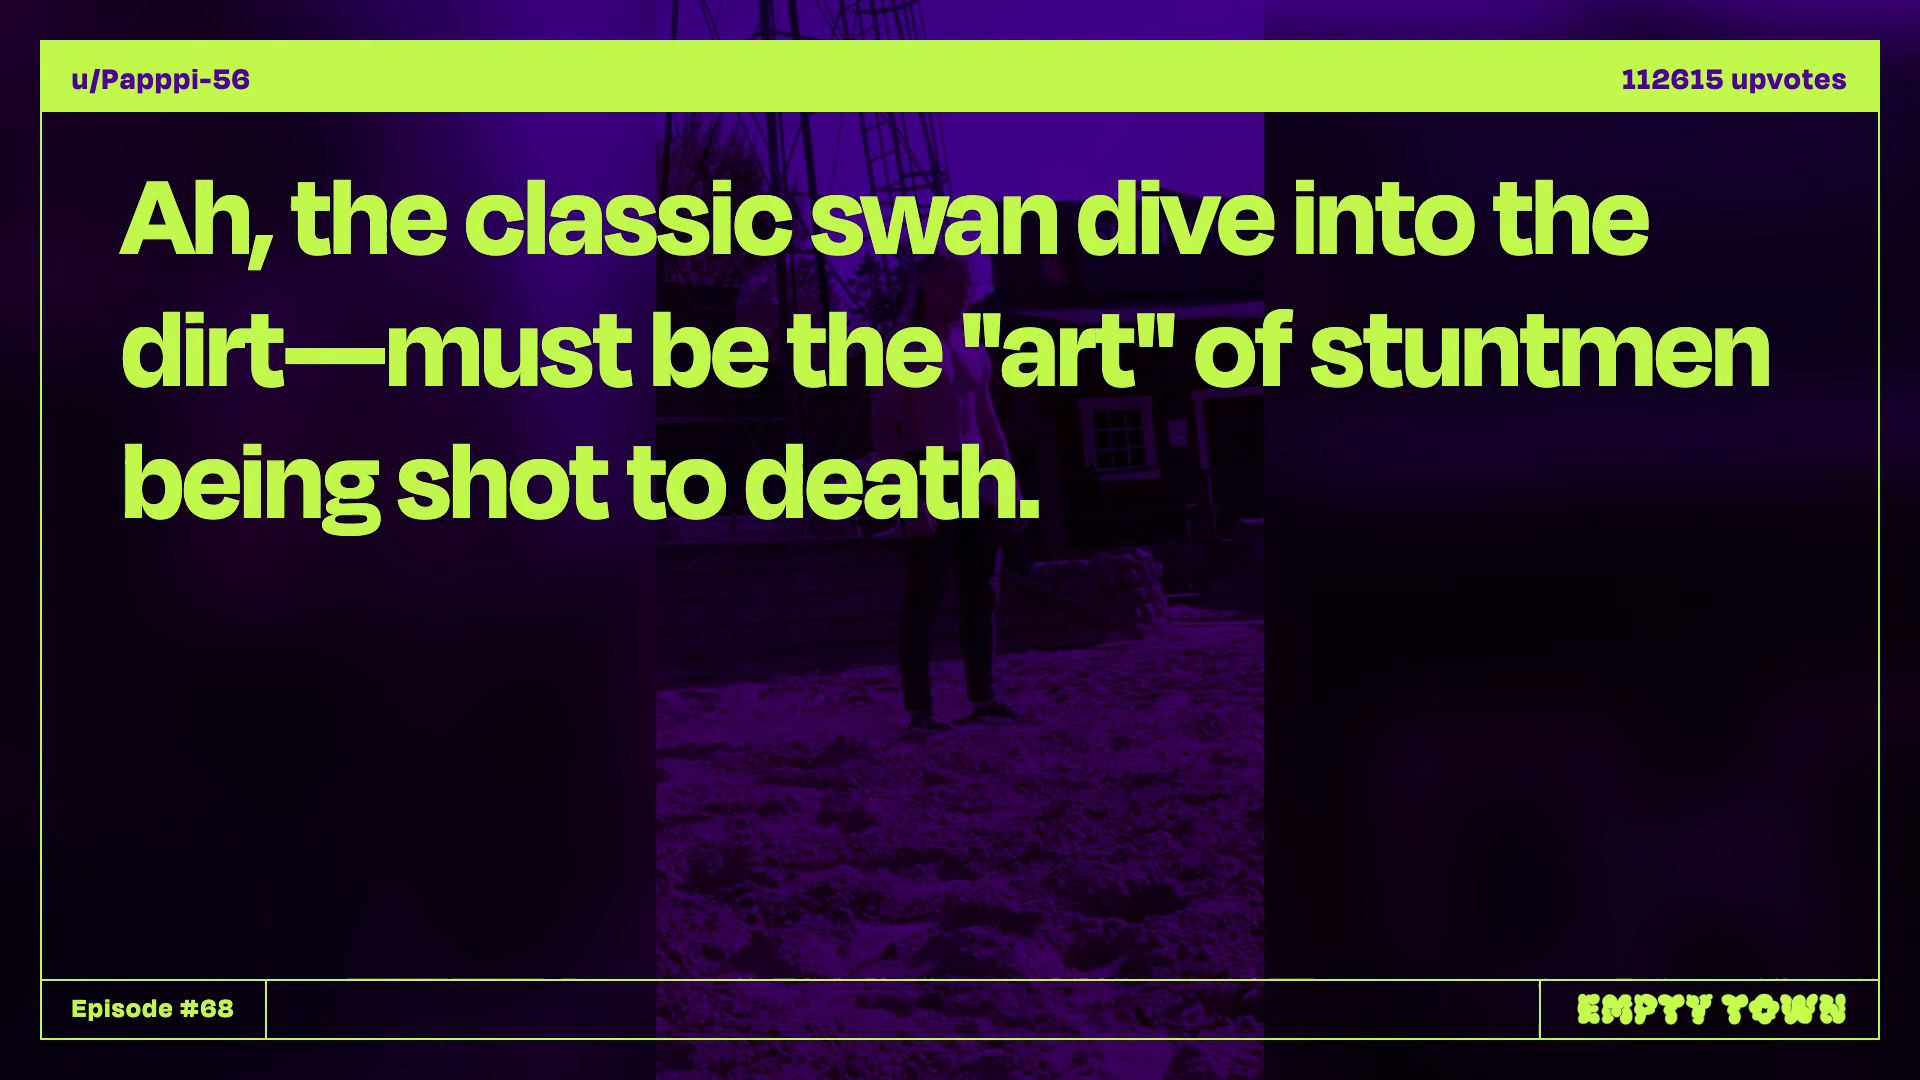 u/Papppi-56
112615 upvotes
Ah, the classic swan dive into the
dirt—must be the "art" of stuntmen
being shot to death.
Episode #68
EMPTY TOWN